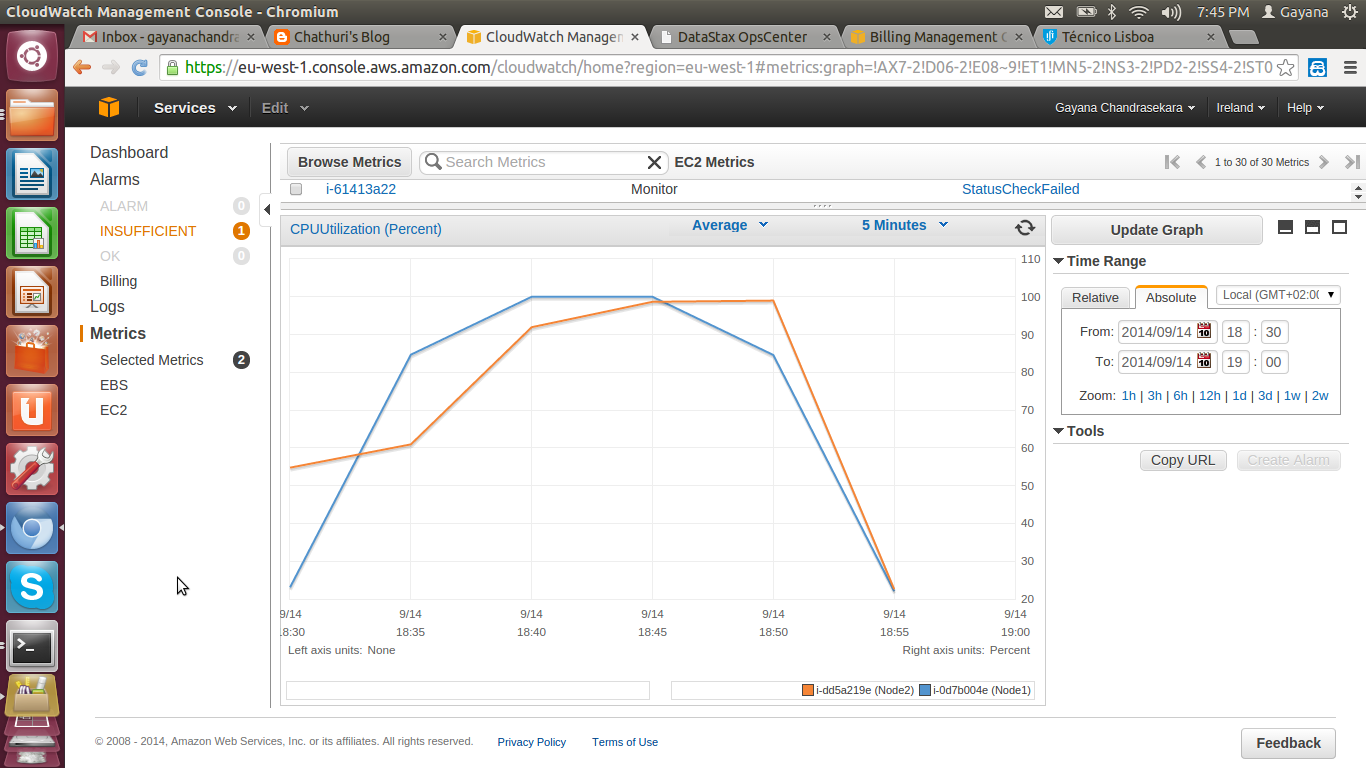 CloudWatch Management Console - Chromium
7:45 PM Gayana
Inbox - gayanachandra
Chathuri's Blog
CloudWatch Managem
DataStax OpsCenter
Billing Management C
Técnico Lisboa
https://eu-west-1.console.aws.amazon.com/cloudwatch/home?region=eu-west-1#metrics:graph=!AX7-2!D06-2!E08~9!ET1!MN5-2!NS3-2!PD2-2!SS4-2!ST0
Services Edit
Gayana Chandrasekara Ireland Help
Dashboard
Alarms
ALARM 0
INSUFFICIENT 1
OK 0
Billing
Logs
Metrics
Selected Metrics 2
EBS
EC2
Browse Metrics Search Metrics EC2 Metrics 1 to 30 of 30 Metrics
i-61413a22 Monitor StatusCheckFailed
CPUUtilization (Percent) Average 5 Minutes
110
100
90
80
70
60
50
40
30
20
9/14 9/14 9/14 9/14 9/14 9/14 9/14
8:30 18:35 18:40 18:45 18:50 18:55 19:00
Left axis units: None Right axis units: Percent
i-dd5a219e (Node2) i-0d7b004e (Node1)
Update Graph
Time Range
Relative Absolute Local (GMT+02:00
From: 2014/09/14 10 18 : 30
To: 2014/09/14 10 19 : 00
Zoom: 1h | 3h | 6h | 12h | 1d | 3d | 1w | 2w
Tools
Copy URL Create Alarm
© 2008 - 2014, Amazon Web Services, Inc. or its affiliates. All rights reserved. Privacy Policy Terms of Use
Feedback